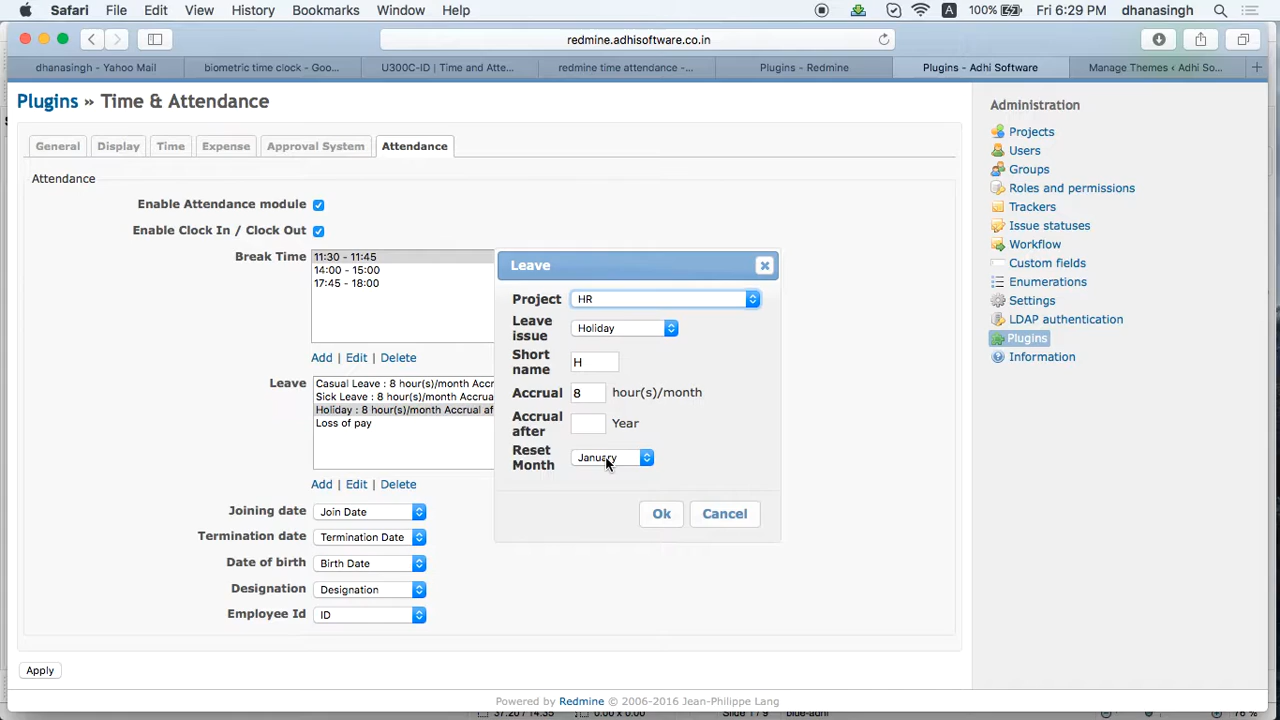 Safari File Edit View History Bookmarks Window Help 100% A Fri 6:29 PM dhanasingh
redmine.adhisoftware.co.in
dhanasingh - Yahoo Mail biometric time clock - Goo... U300C-ID | Time and Atte... redmine time attendance -... Plugins - Redmine Plugins - Adhi Software Manage Themes ‹ Adhi So...
Plugins » Time & Attendance
General Display Time Expense Approval System Attendance
Attendance
Enable Attendance module
Enable Clock In / Clock Out
Break Time
11:30 - 11:45
14:00 - 15:00
17:45 - 18:00
Add Edit Delete
Leave
Casual Leave : 8 hour(s)/month Accr
Sick Leave : 8 hour(s)/month Accrua
Holiday : 8 hour(s)/month Accrual af
Loss of pay
Add Edit Delete
Joining date Join Date
Termination date Termination Date
Date of birth Birth Date
Designation Designation
Employee Id ID
Apply
Leave
Project HR
Leave issue Holiday
Short name H
Accrual 8 hour(s)/month
Accrual after Year
Reset Month January
Ok Cancel
Administration
Projects
Users
Groups
Roles and permissions
Trackers
Issue statuses
Workflow
Custom fields
Enumerations
Settings
LDAP authentication
Plugins
Information
Powered by Redmine © 2006-2016 Jean-Philippe Lang